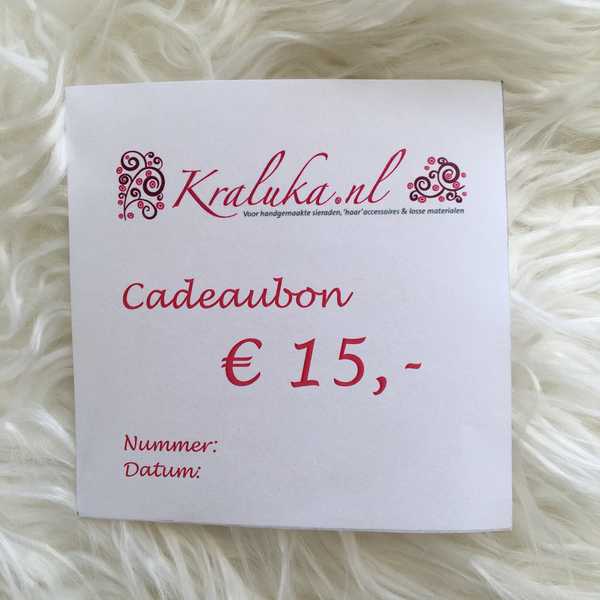 Kraluka.nl
Voor handgemaakte sieraden, 'haar'accessoires & losse materialen
Cadeaubon
€ 15,-
Nummer:
Datum: